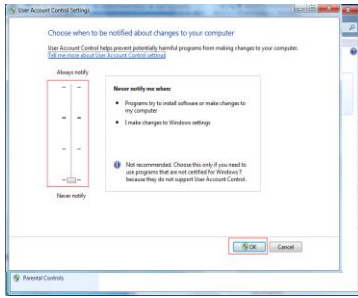 User Account Control Settings
Choose when to be notified about changes to your computer
User Account Control helps prevent potentially harmful programs from making changes to your computer.
Tell me more about User Account Control settings
Always notify
Never notify me when:
Programs try to install software or make changes to
my computer
I make changes to Windows settings
Not recommended. Choose this only if you need to
use programs that are not certified for Windows 7
because they do not support User Account Control.
Never notify
OK
Cancel
Parental Controls